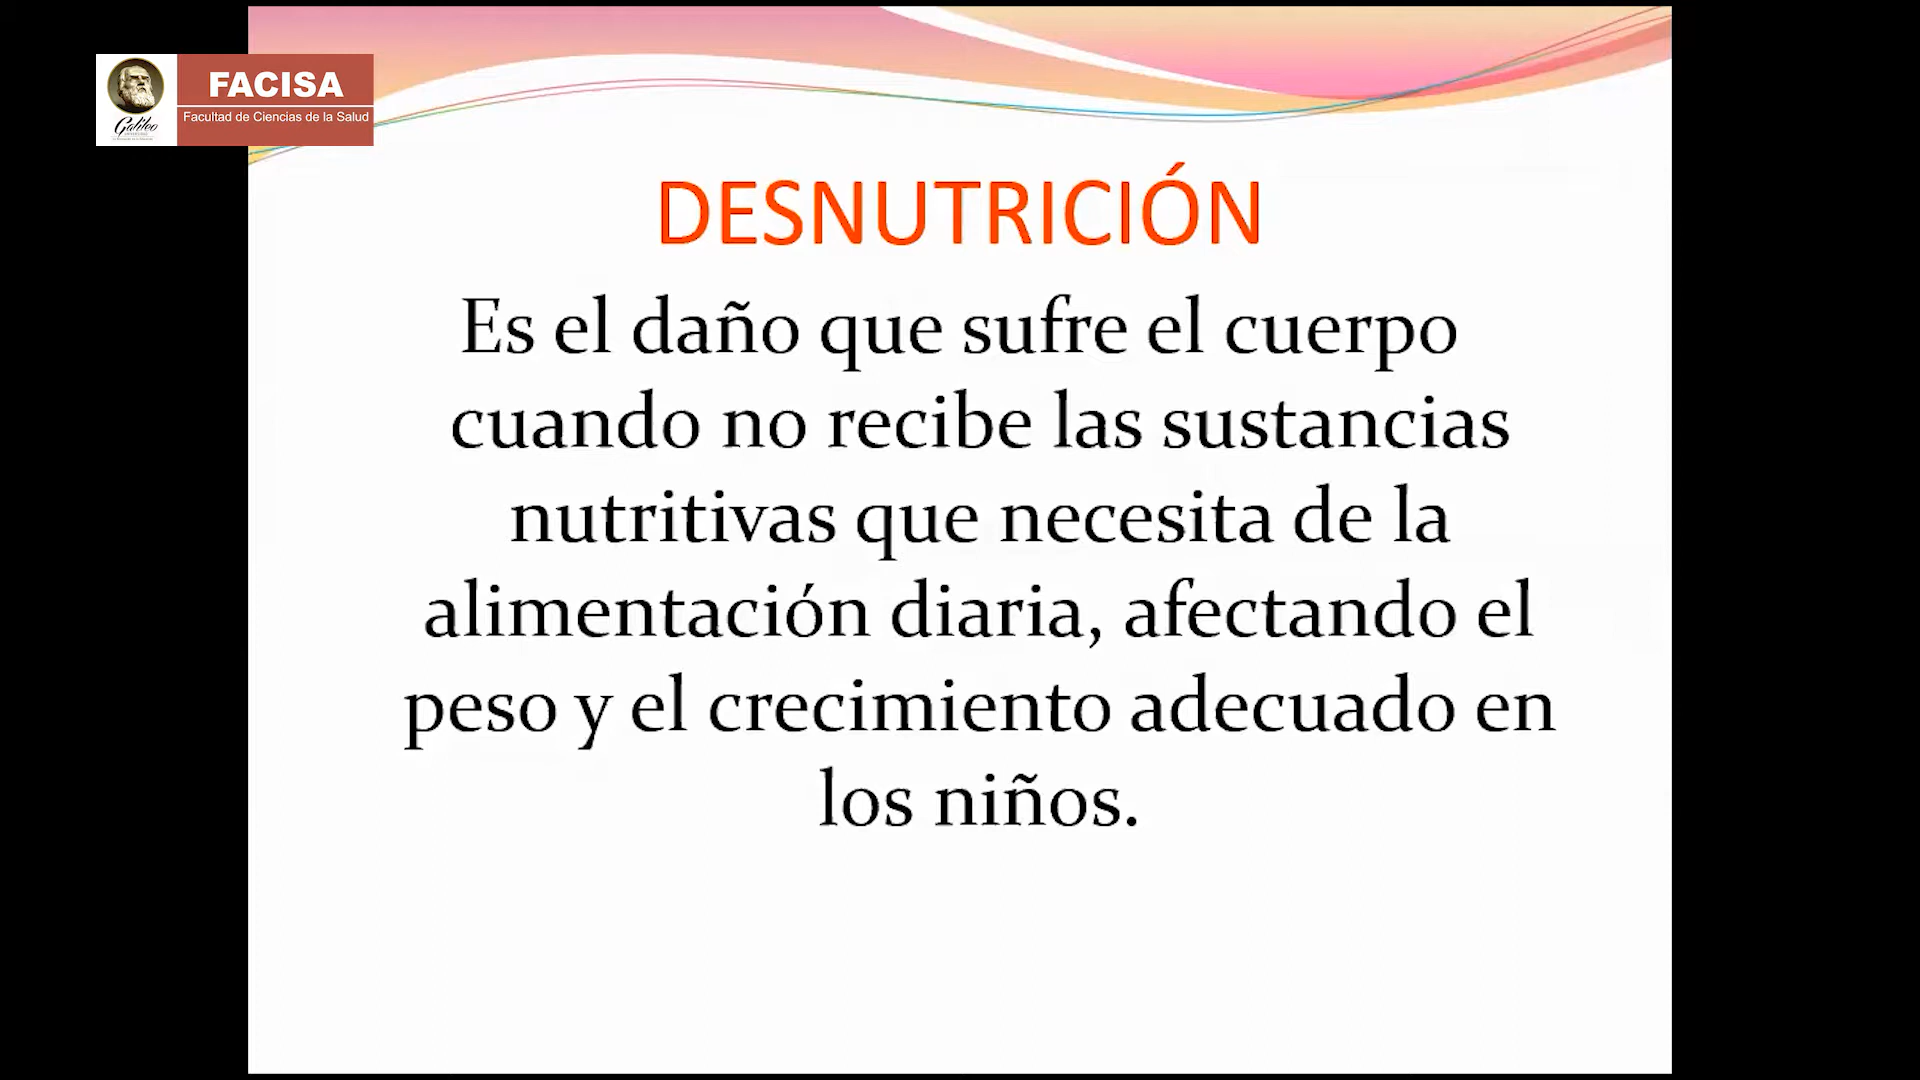 FACISA
Facultad de Ciencias de la Salud
Galileo
DESNUTRICIÓN
Es el daño que sufre el cuerpo
cuando no recibe las sustancias
nutritivas que necesita de la
alimentación diaria, afectando el
peso y el crecimiento adecuado en
los niños.